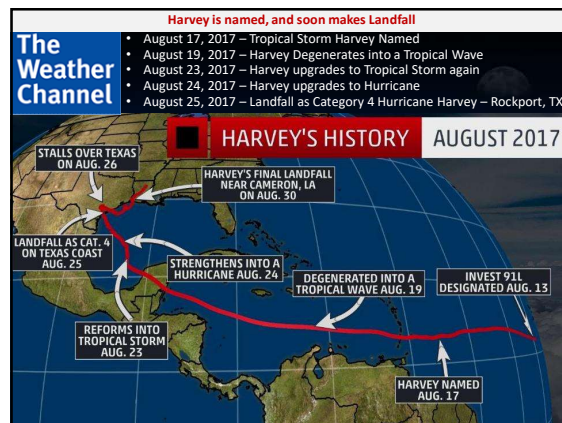 Harvey is named, and soon makes Landfall
The
Weather
Channel
• August 17, 2017 – Tropical Storm Harvey Named
• August 19, 2017 – Harvey Degenerates into a Tropical Wave
• August 23, 2017 – Harvey upgrades to Tropical Storm again
• August 24, 2017 – Harvey upgrades to Hurricane
• August 25, 2017 – Landfall as Category 4 Hurricane Harvey – Rockport, TX
HARVEY'S HISTORY
AUGUST 2017
STALLS OVER TEXAS
ON AUG. 26
HARVEY'S FINAL LANDFALL
NEAR CAMERON, LA
ON AUG. 30
LANDFALL AS CAT. 4
ON TEXAS COAST
AUG. 25
STRENGTHENS INTO A
HURRICANE AUG. 24
DEGENERATED INTO A
TROPICAL WAVE AUG. 19
INVEST 91L
DESIGNATED AUG. 13
REFORMS INTO
TROPICAL STORM
AUG. 23
HARVEY NAMED
AUG. 17